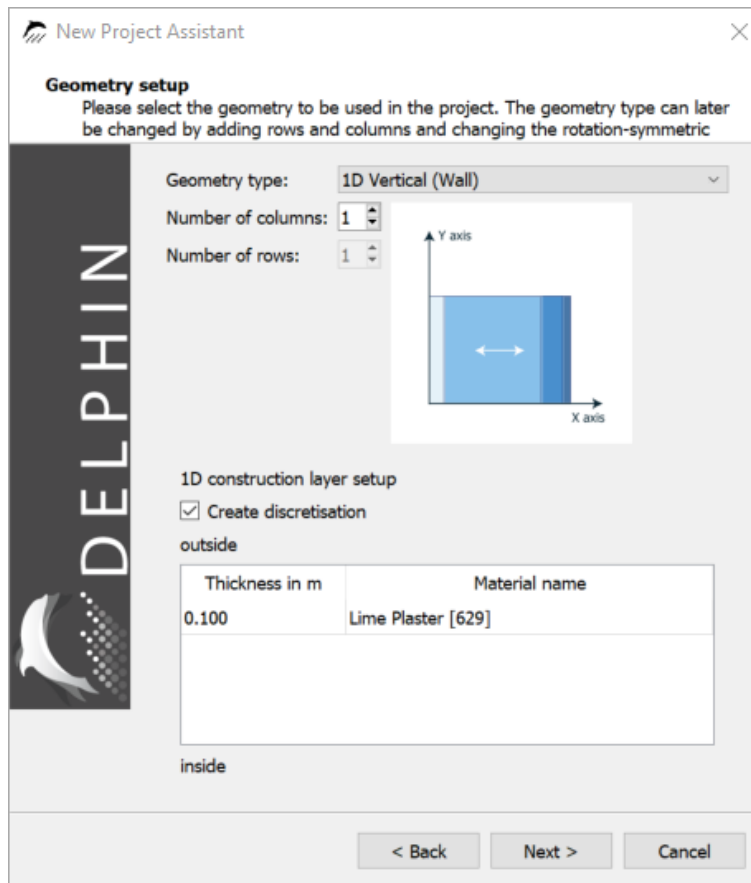 New Project Assistant
Geometry setup
Please select the geometry to be used in the project. The geometry type can later
be changed by adding rows and columns and changing the rotation-symmetric
DELPHIN
Geometry type: 1D Vertical (Wall)
Number of columns: 1
Number of rows: 1
Y axis
X axis
1D construction layer setup
Create discretisation
outside
Thickness in m Material name
0.100 Lime Plaster [629]
inside
< Back Next > Cancel